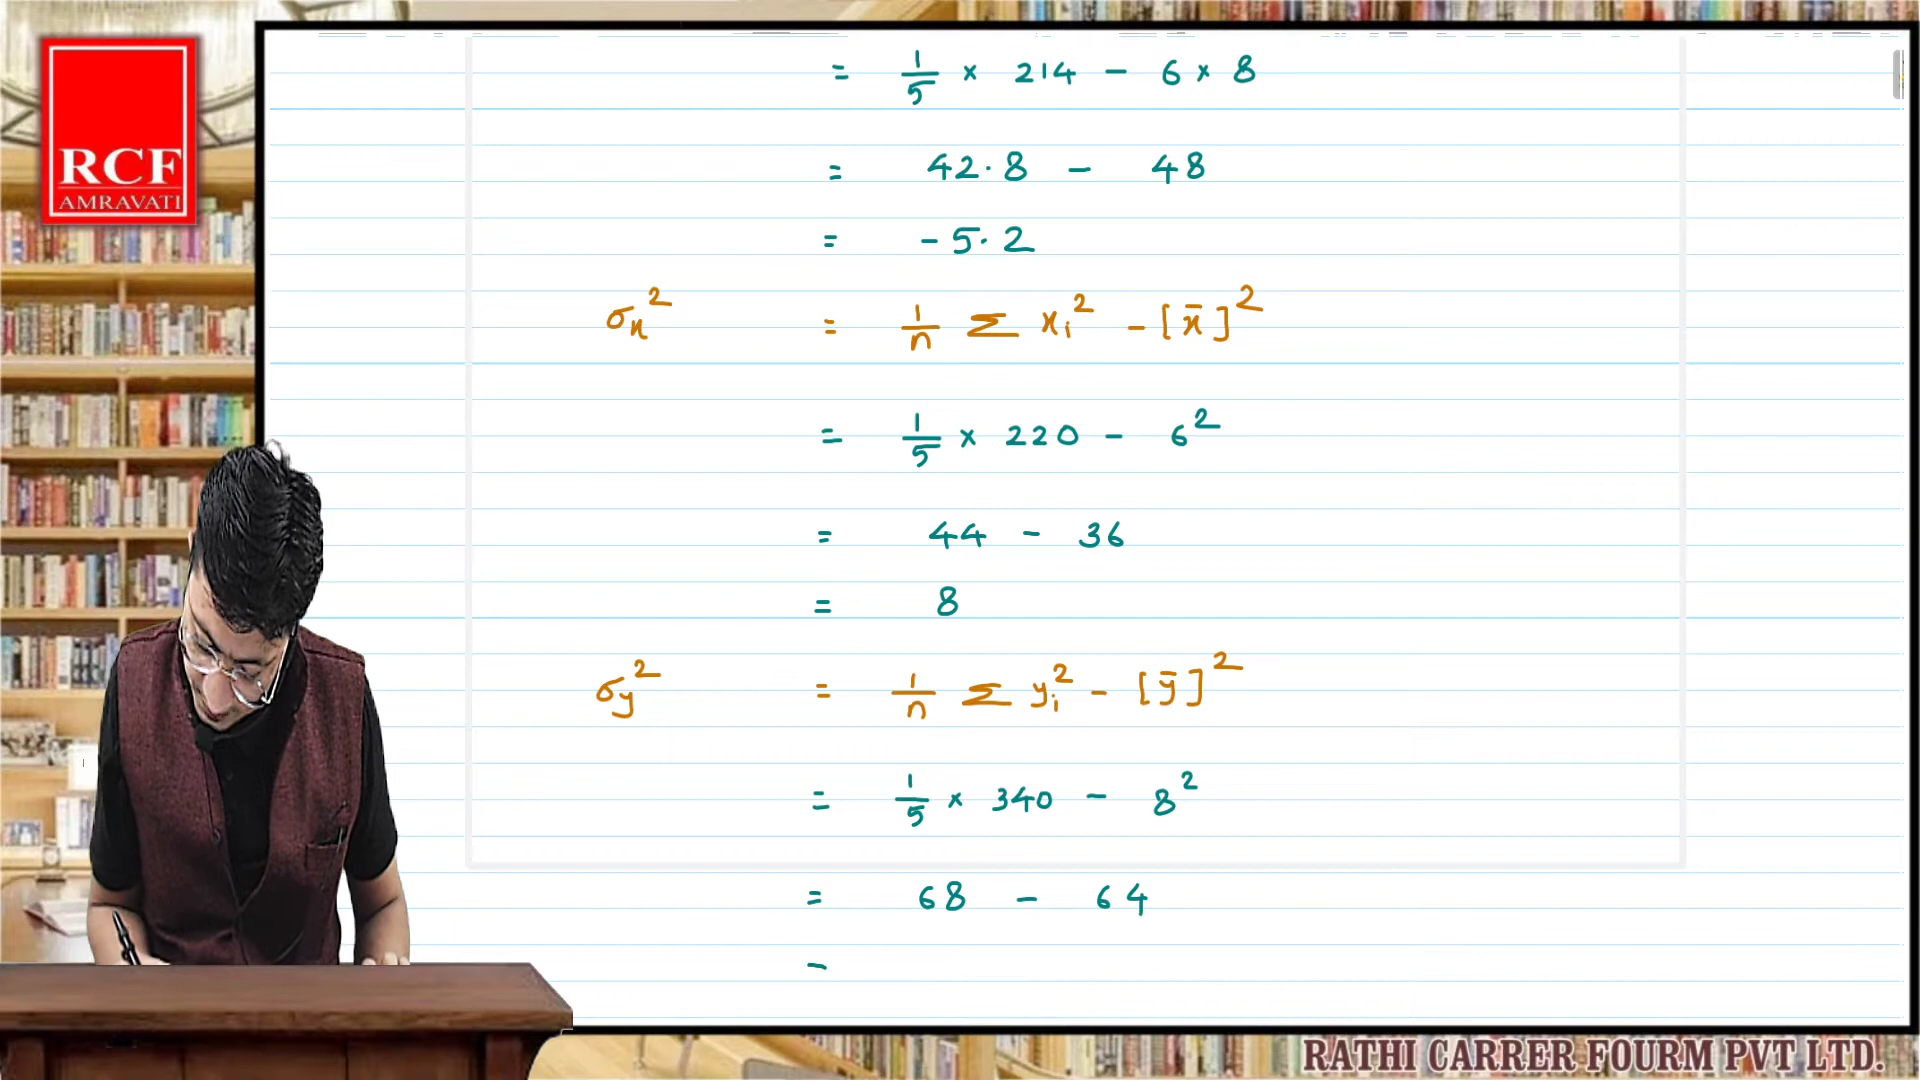 RCF
AMRAVATI
= 1/5 × 214 − 6 × 8
= 42.8 − 48
= −5.2
σx² = 1/n Σ xi² − [x̄]²
= 1/5 × 220 − 6²
= 44 − 36
= 8
σy² = 1/n Σ yi² − [ȳ]²
= 1/5 × 340 − 8²
= 68 − 64
−
RATHI CARRER FOURM PVT LTD.